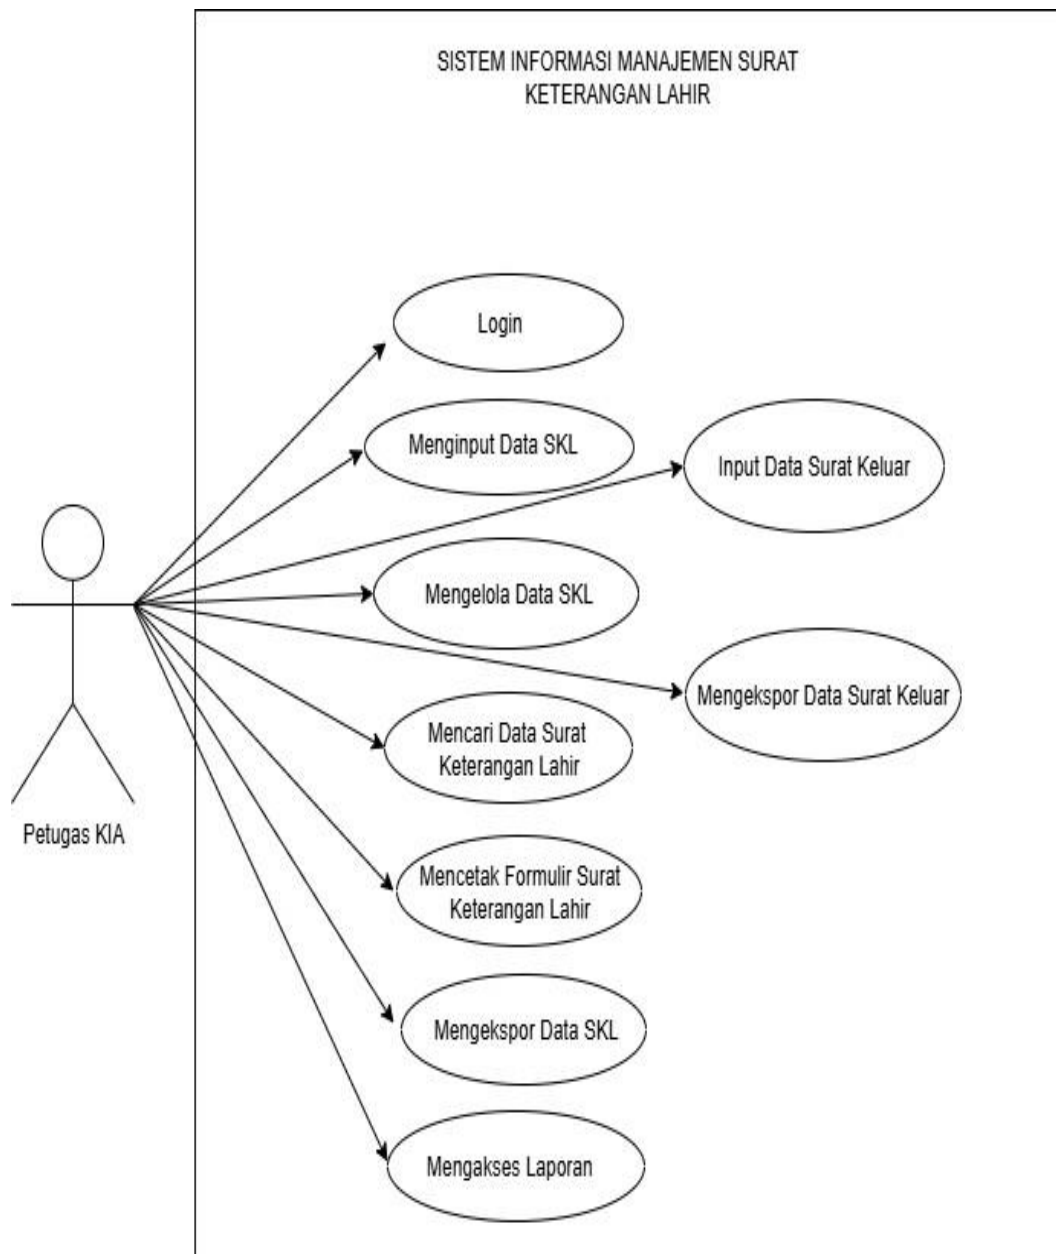 SISTEM INFORMASI MANAJEMEN SURAT
KETERANGAN LAHIR
Login
Menginput Data SKL
Input Data Surat Keluar
Mengelola Data SKL
Mengekspor Data Surat Keluar
Mencari Data Surat
Keterangan Lahir
Petugas KIA
Mencetak Formulir Surat
Keterangan Lahir
Mengekspor Data SKL
Mengakses Laporan